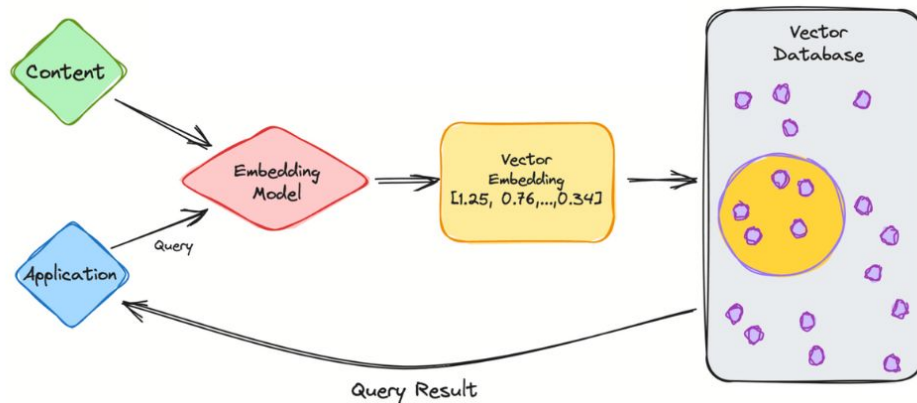 Content
Application
Query
Embedding
Model
Vector
Embedding
[1.25, 0.76,...,0.34]
Vector
Database
Query Result